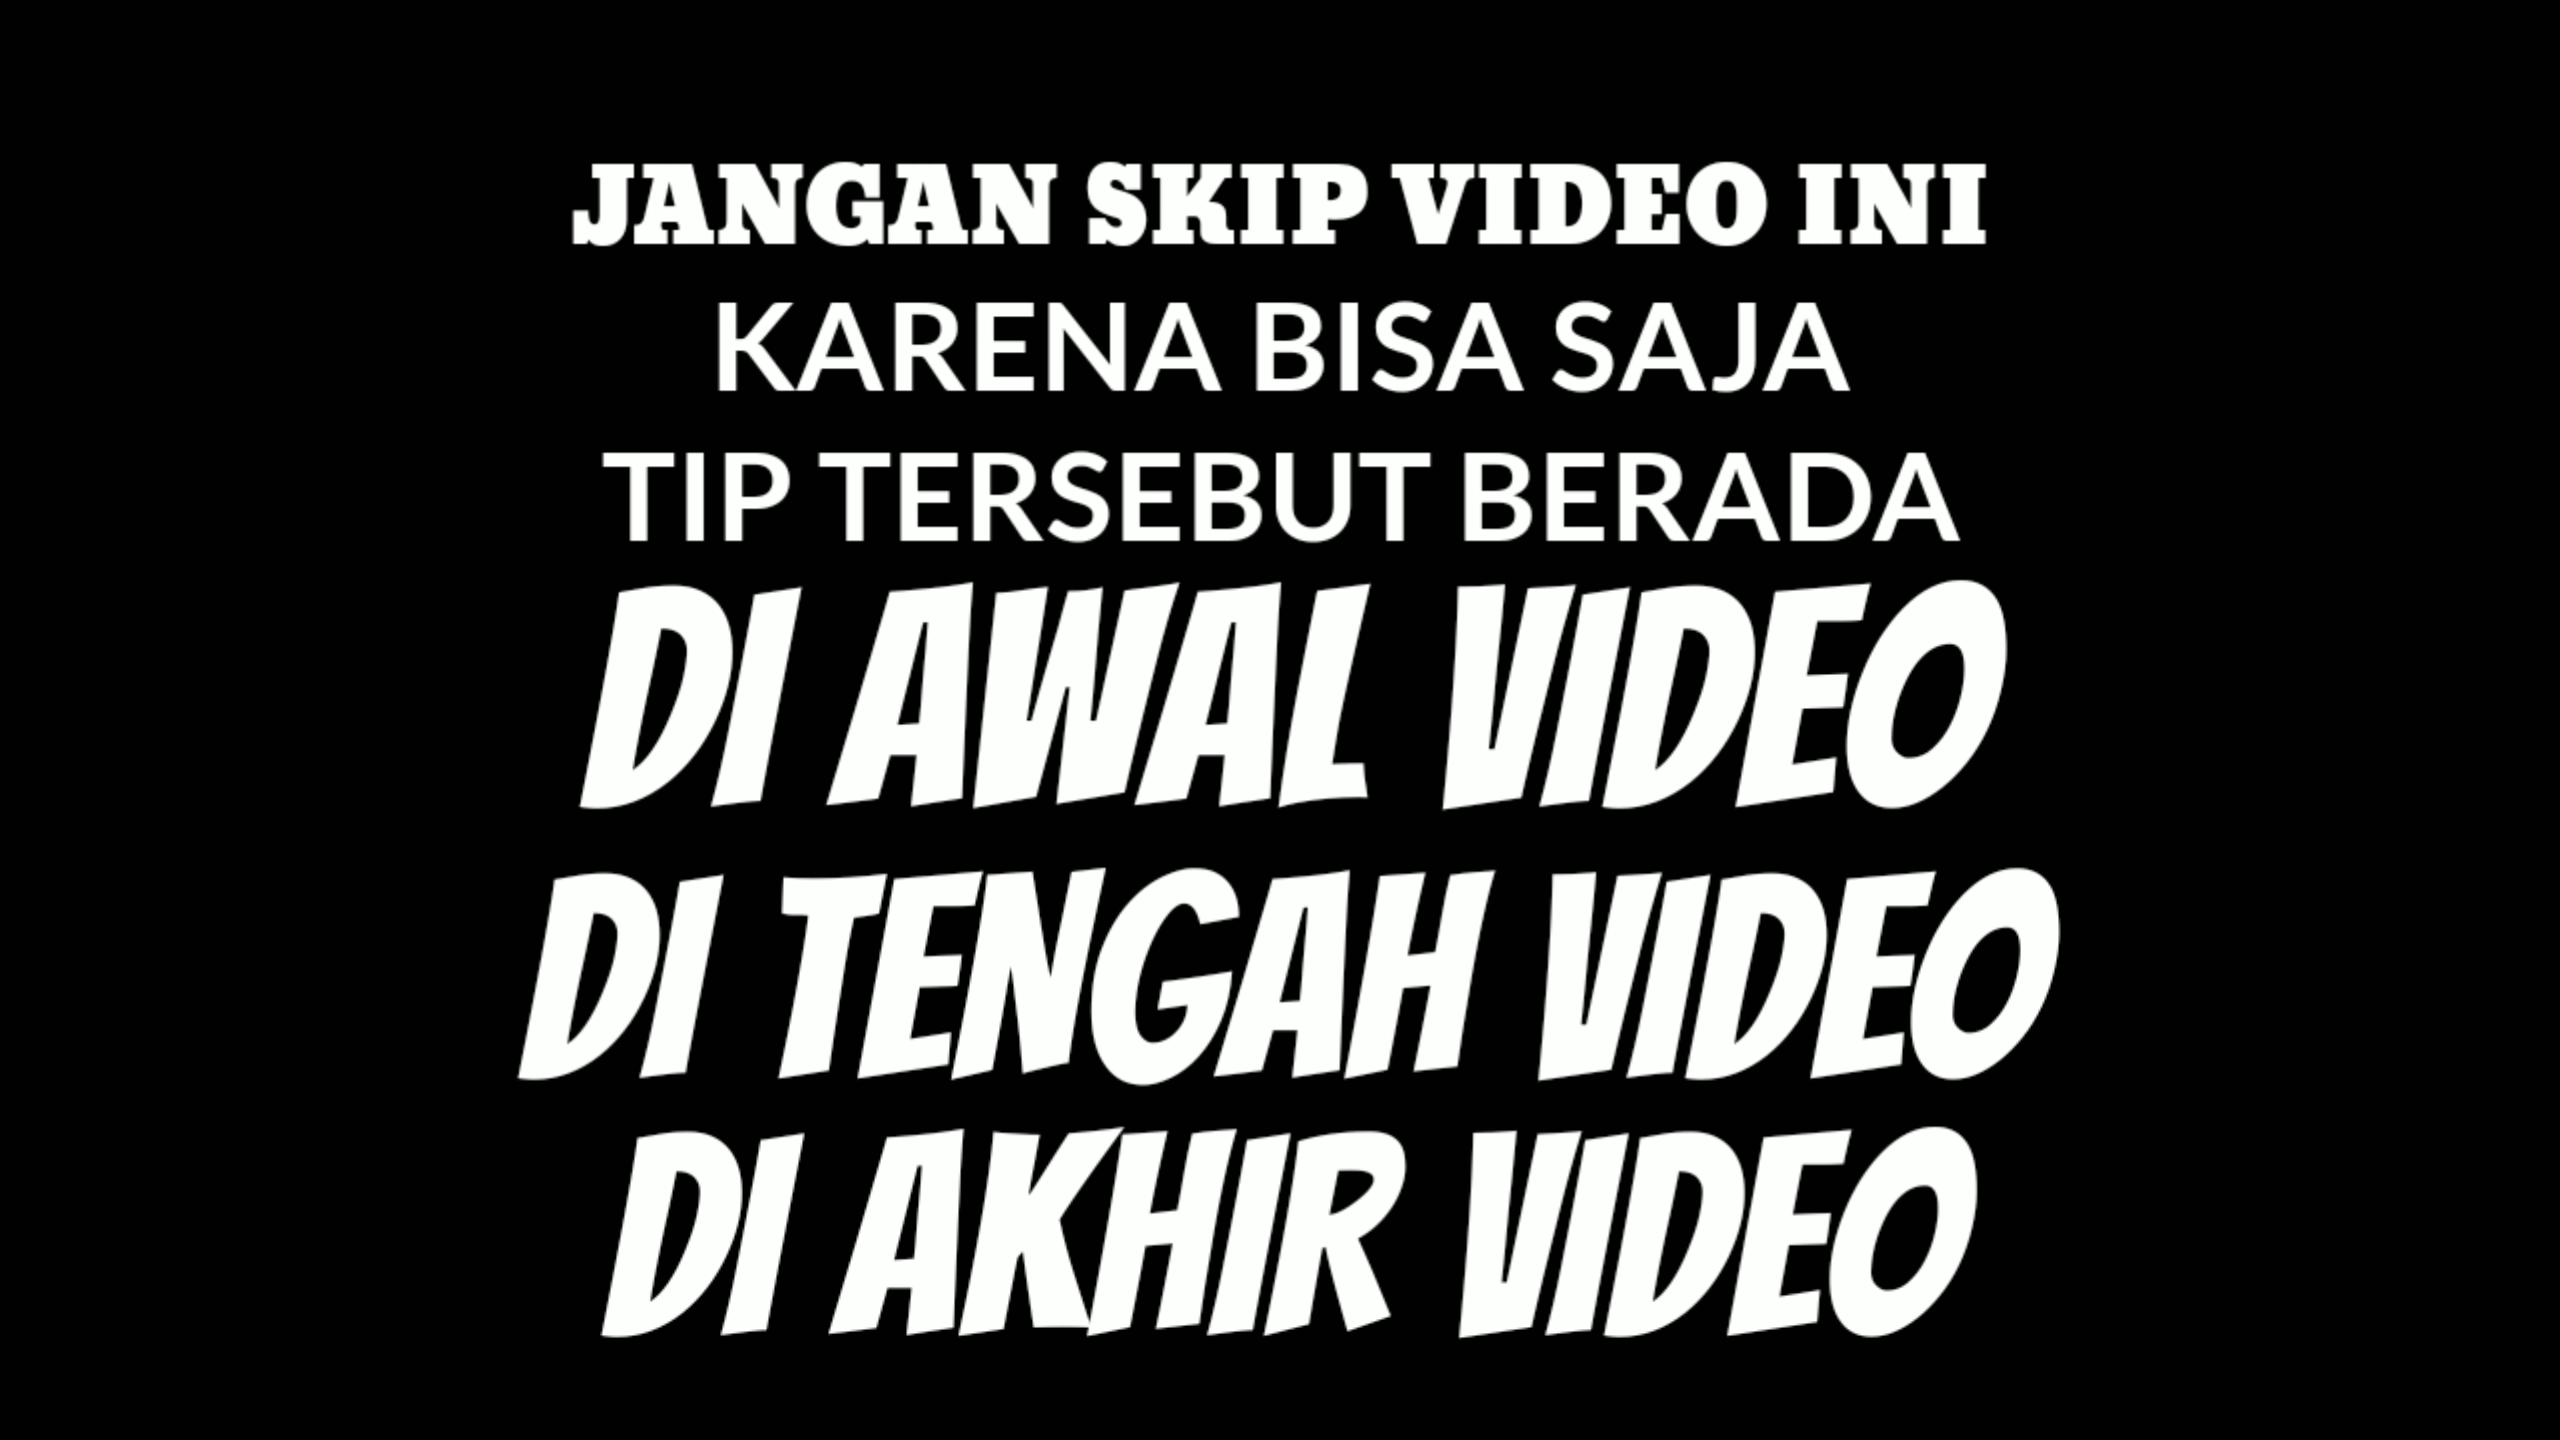 JANGAN SKIP VIDEO INI
KARENA BISA SAJA
TIP TERSEBUT BERADA
DI AWAL VIDEO
DI TENGAH VIDEO
DI AKHIR VIDEO